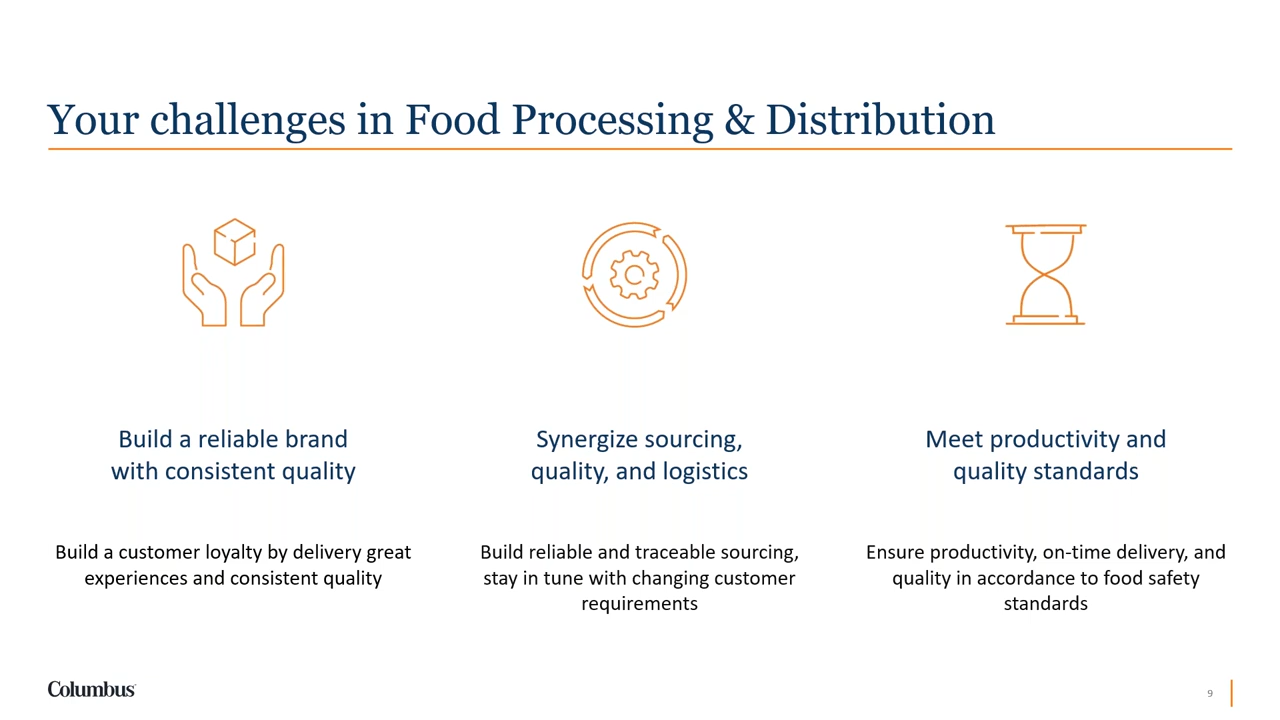 Your challenges in Food Processing & Distribution
Build a reliable brand
with consistent quality
Build a customer loyalty by delivery great
experiences and consistent quality
Synergize sourcing,
quality, and logistics
Build reliable and traceable sourcing,
stay in tune with changing customer
requirements
Meet productivity and
quality standards
Ensure productivity, on-time delivery, and
quality in accordance to food safety
standards
Columbus
9